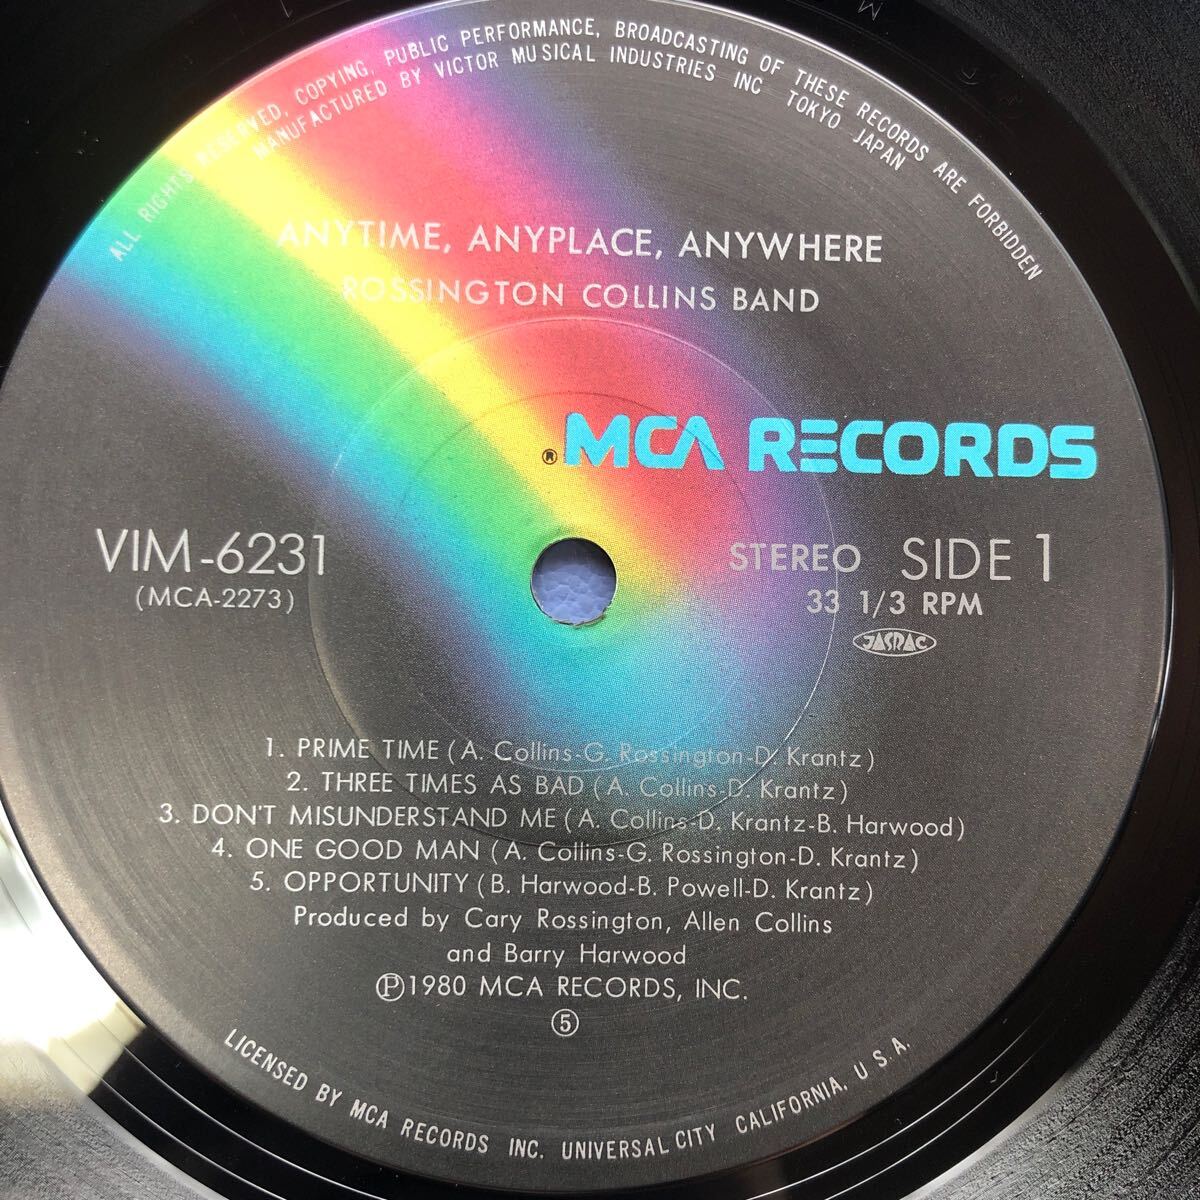 ALL RIGHTS RESERVED, COPYING, PUBLIC PERFORMANCE, BROADCASTING OF THESE RECORDS ARE FORBIDDEN
MANUFACTURED BY VICTOR MUSICAL INDUSTRIES INC TOKYO JAPAN
ANYTIME, ANYPLACE, ANYWHERE
ROSSINGTON COLLINS BAND
® MCA RECORDS
VIM-6231
(MCA-2273)
STEREO SIDE 1
33 1/3 RPM
JASRAC
1. PRIME TIME (A. Collins-G. Rossington-D. Krantz)
2. THREE TIMES AS BAD (A. Collins-D. Krantz)
3. DON'T MISUNDERSTAND ME (A. Collins-D. Krantz-B. Harwood)
4. ONE GOOD MAN (A. Collins-G. Rossington-D. Krantz)
5. OPPORTUNITY (B. Harwood-B. Powell-D. Krantz)
Produced by Cary Rossington, Allen Collins
and Barry Harwood
Ⓟ1980 MCA RECORDS, INC.
⑤
LICENSED BY MCA RECORDS INC. UNIVERSAL CITY CALIFORNIA, U.S.A.